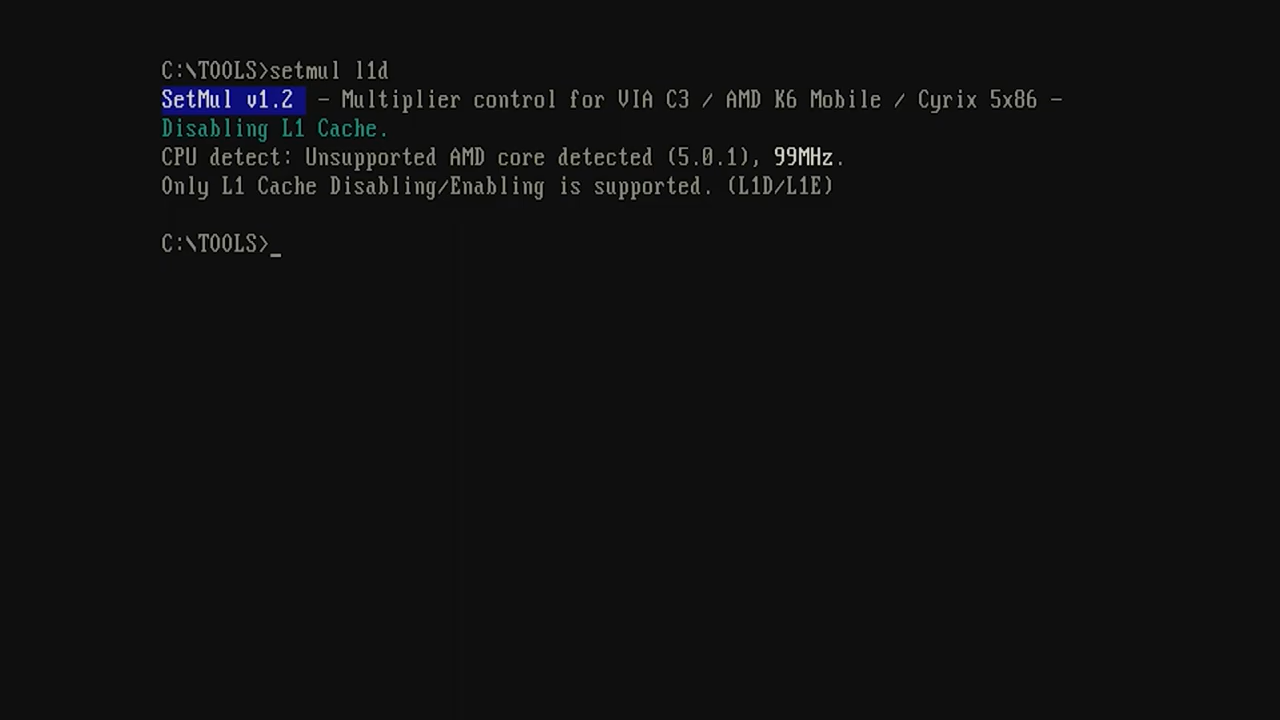 C:\TOOLS>setmul l1d
SetMul v1.2 - Multiplier control for VIA C3 / AMD K6 Mobile / Cyrix 5x86 -
Disabling L1 Cache.
CPU detect: Unsupported AMD core detected (5.0.1), 99MHz.
Only L1 Cache Disabling/Enabling is supported. (L1D/L1E)
C:\TOOLS>_